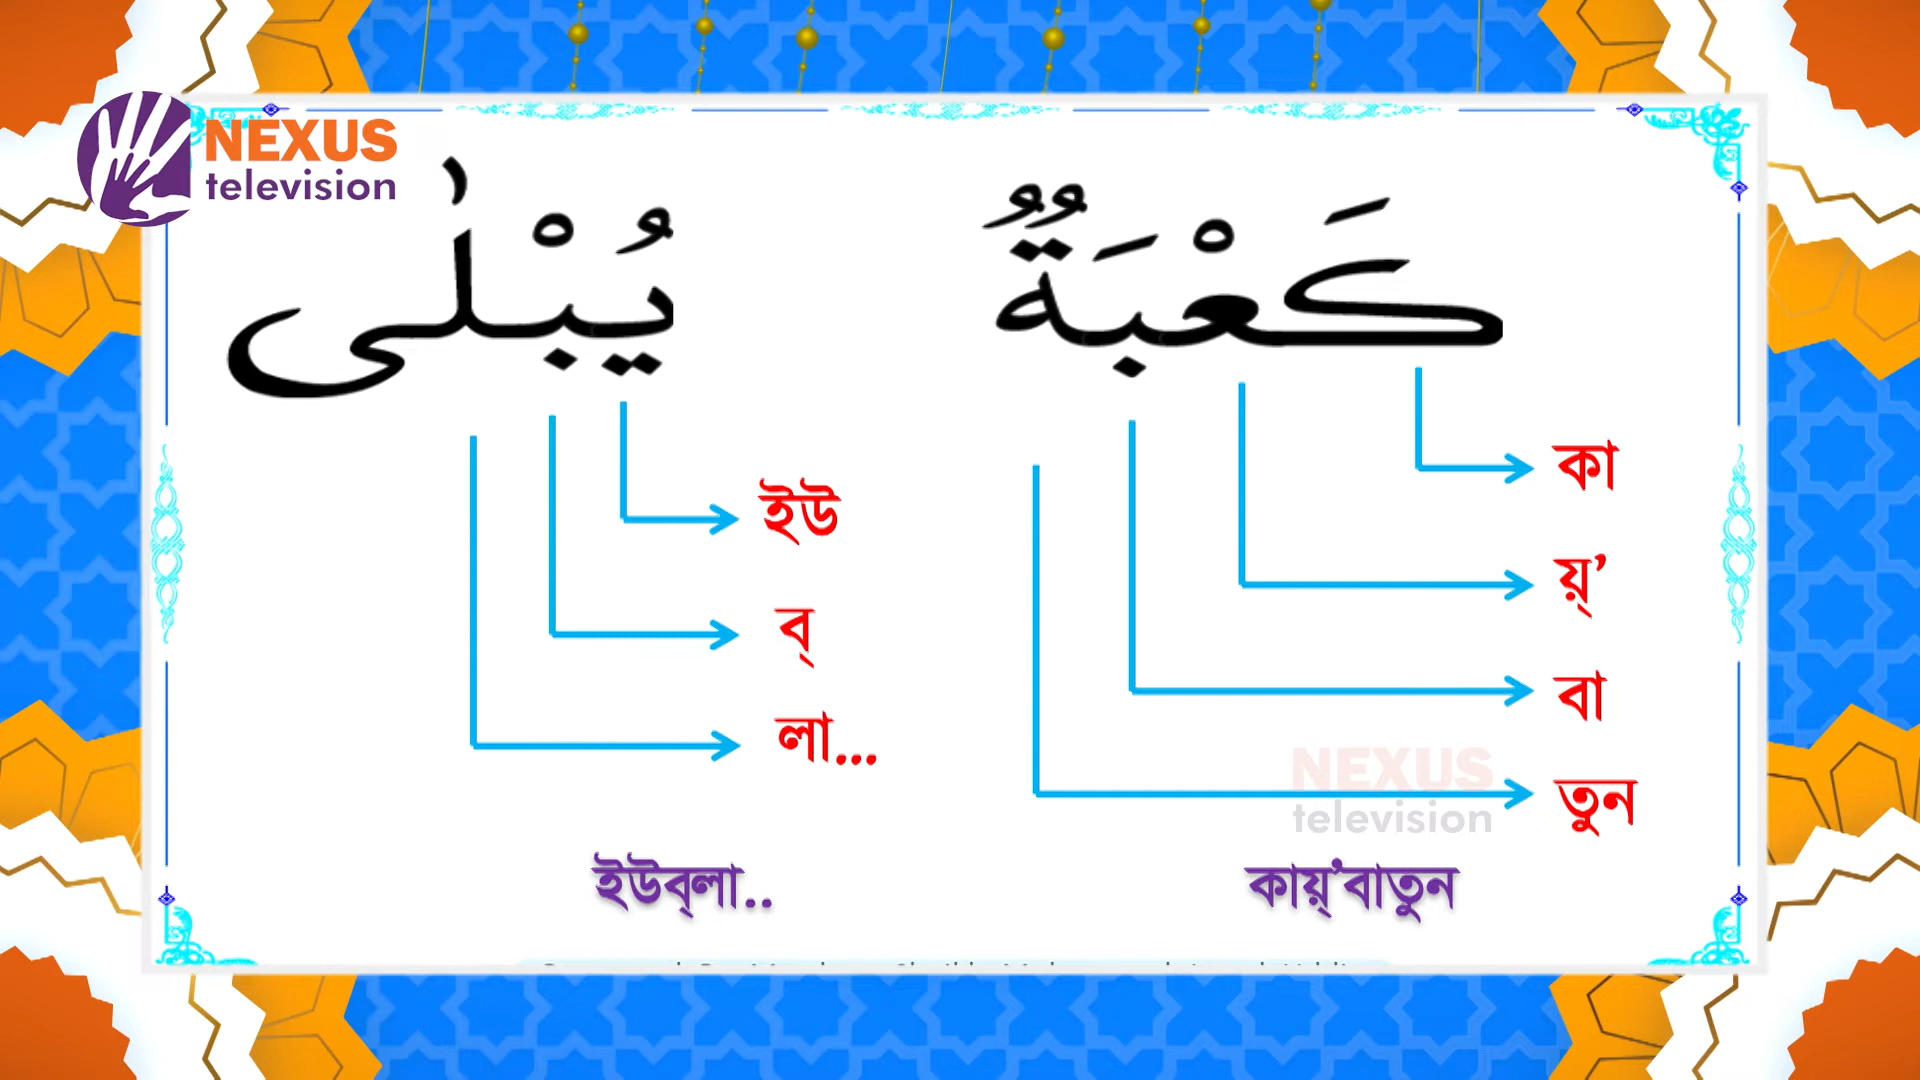 NEXUS
television
كَعْبَةٌ
يُبْلٰى
কা
য়্’
বা
তুন
ইউ
ব্
লা...
NEXUS
television
কায়্’বাতুন
ইউব্‌লা..